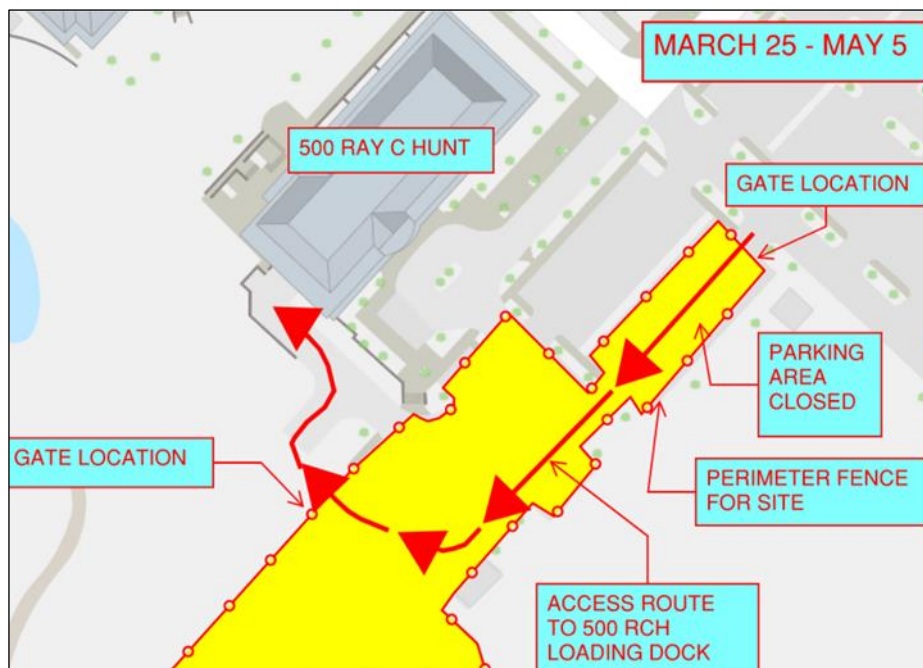 MARCH 25 - MAY 5
500 RAY C HUNT
GATE LOCATION
PARKING
AREA
CLOSED
GATE LOCATION
PERIMETER FENCE
FOR SITE
ACCESS ROUTE
TO 500 RCH
LOADING DOCK